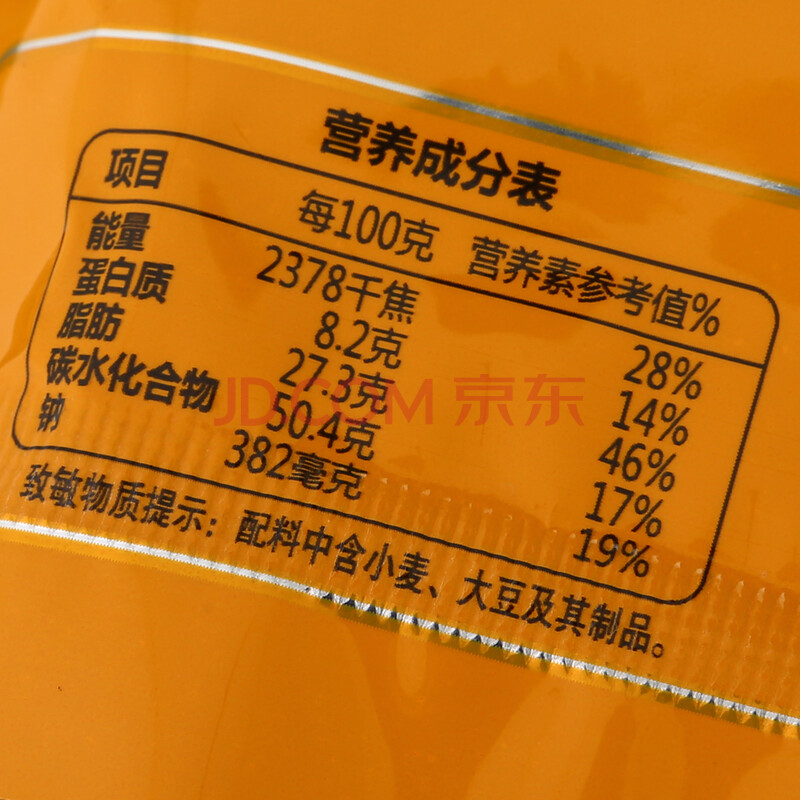 营养成分表
项目 每100克 营养素参考值%
能量 2378千焦 28%
蛋白质 8.2克 14%
脂肪 27.3克 46%
碳水化合物 50.4克 17%
钠 382毫克 19%
致敏物质提示：配料中含小麦、大豆及其制品。
JD.COM 京东